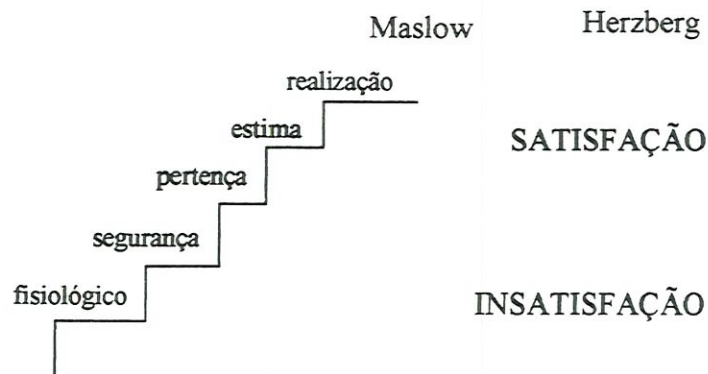 Maslow Herzberg
realização
estima
SATISFAÇÃO
pertença
segurança
fisiológico
INSATISFAÇÃO